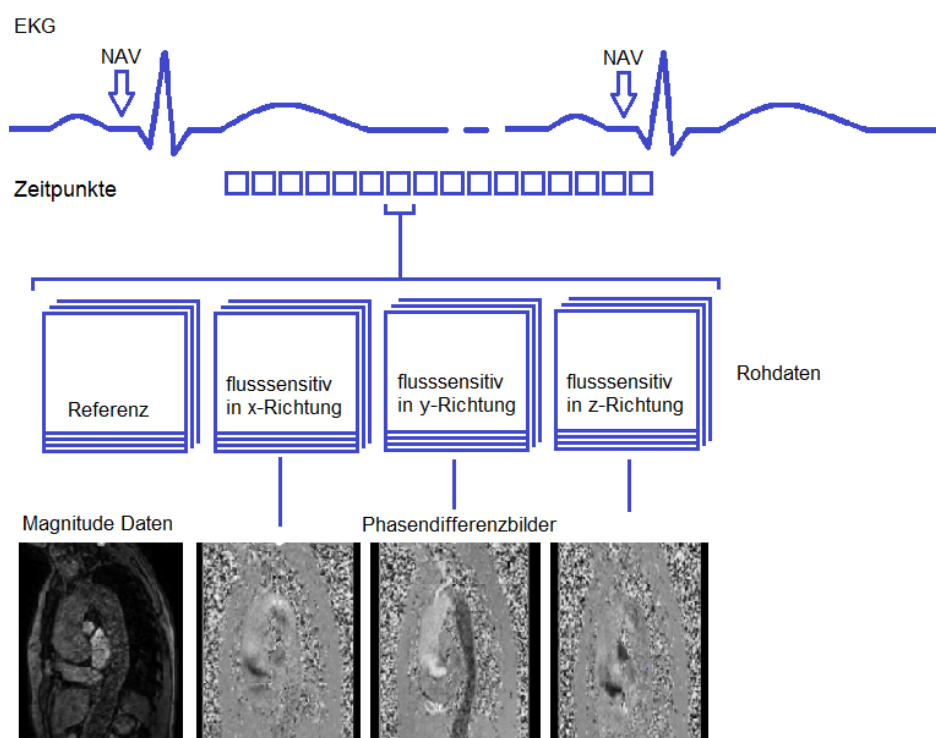 EKG
NAV
NAV
Zeitpunkte
Referenz
flusssensitiv
in x-Richtung
flusssensitiv
in y-Richtung
flusssensitiv
in z-Richtung
Rohdaten
Magnitude Daten
Phasendifferenzbilder